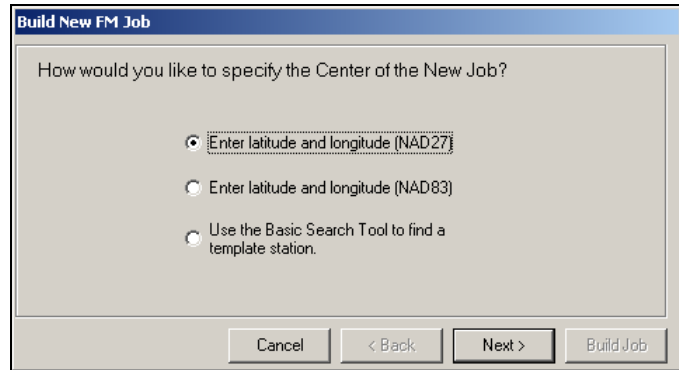 Build New FM Job
How would you like to specify the Center of the New Job?
Enter latitude and longitude (NAD27)
Enter latitude and longitude (NAD83)
Use the Basic Search Tool to find a
template station.
Cancel
< Back
Next >
Build Job